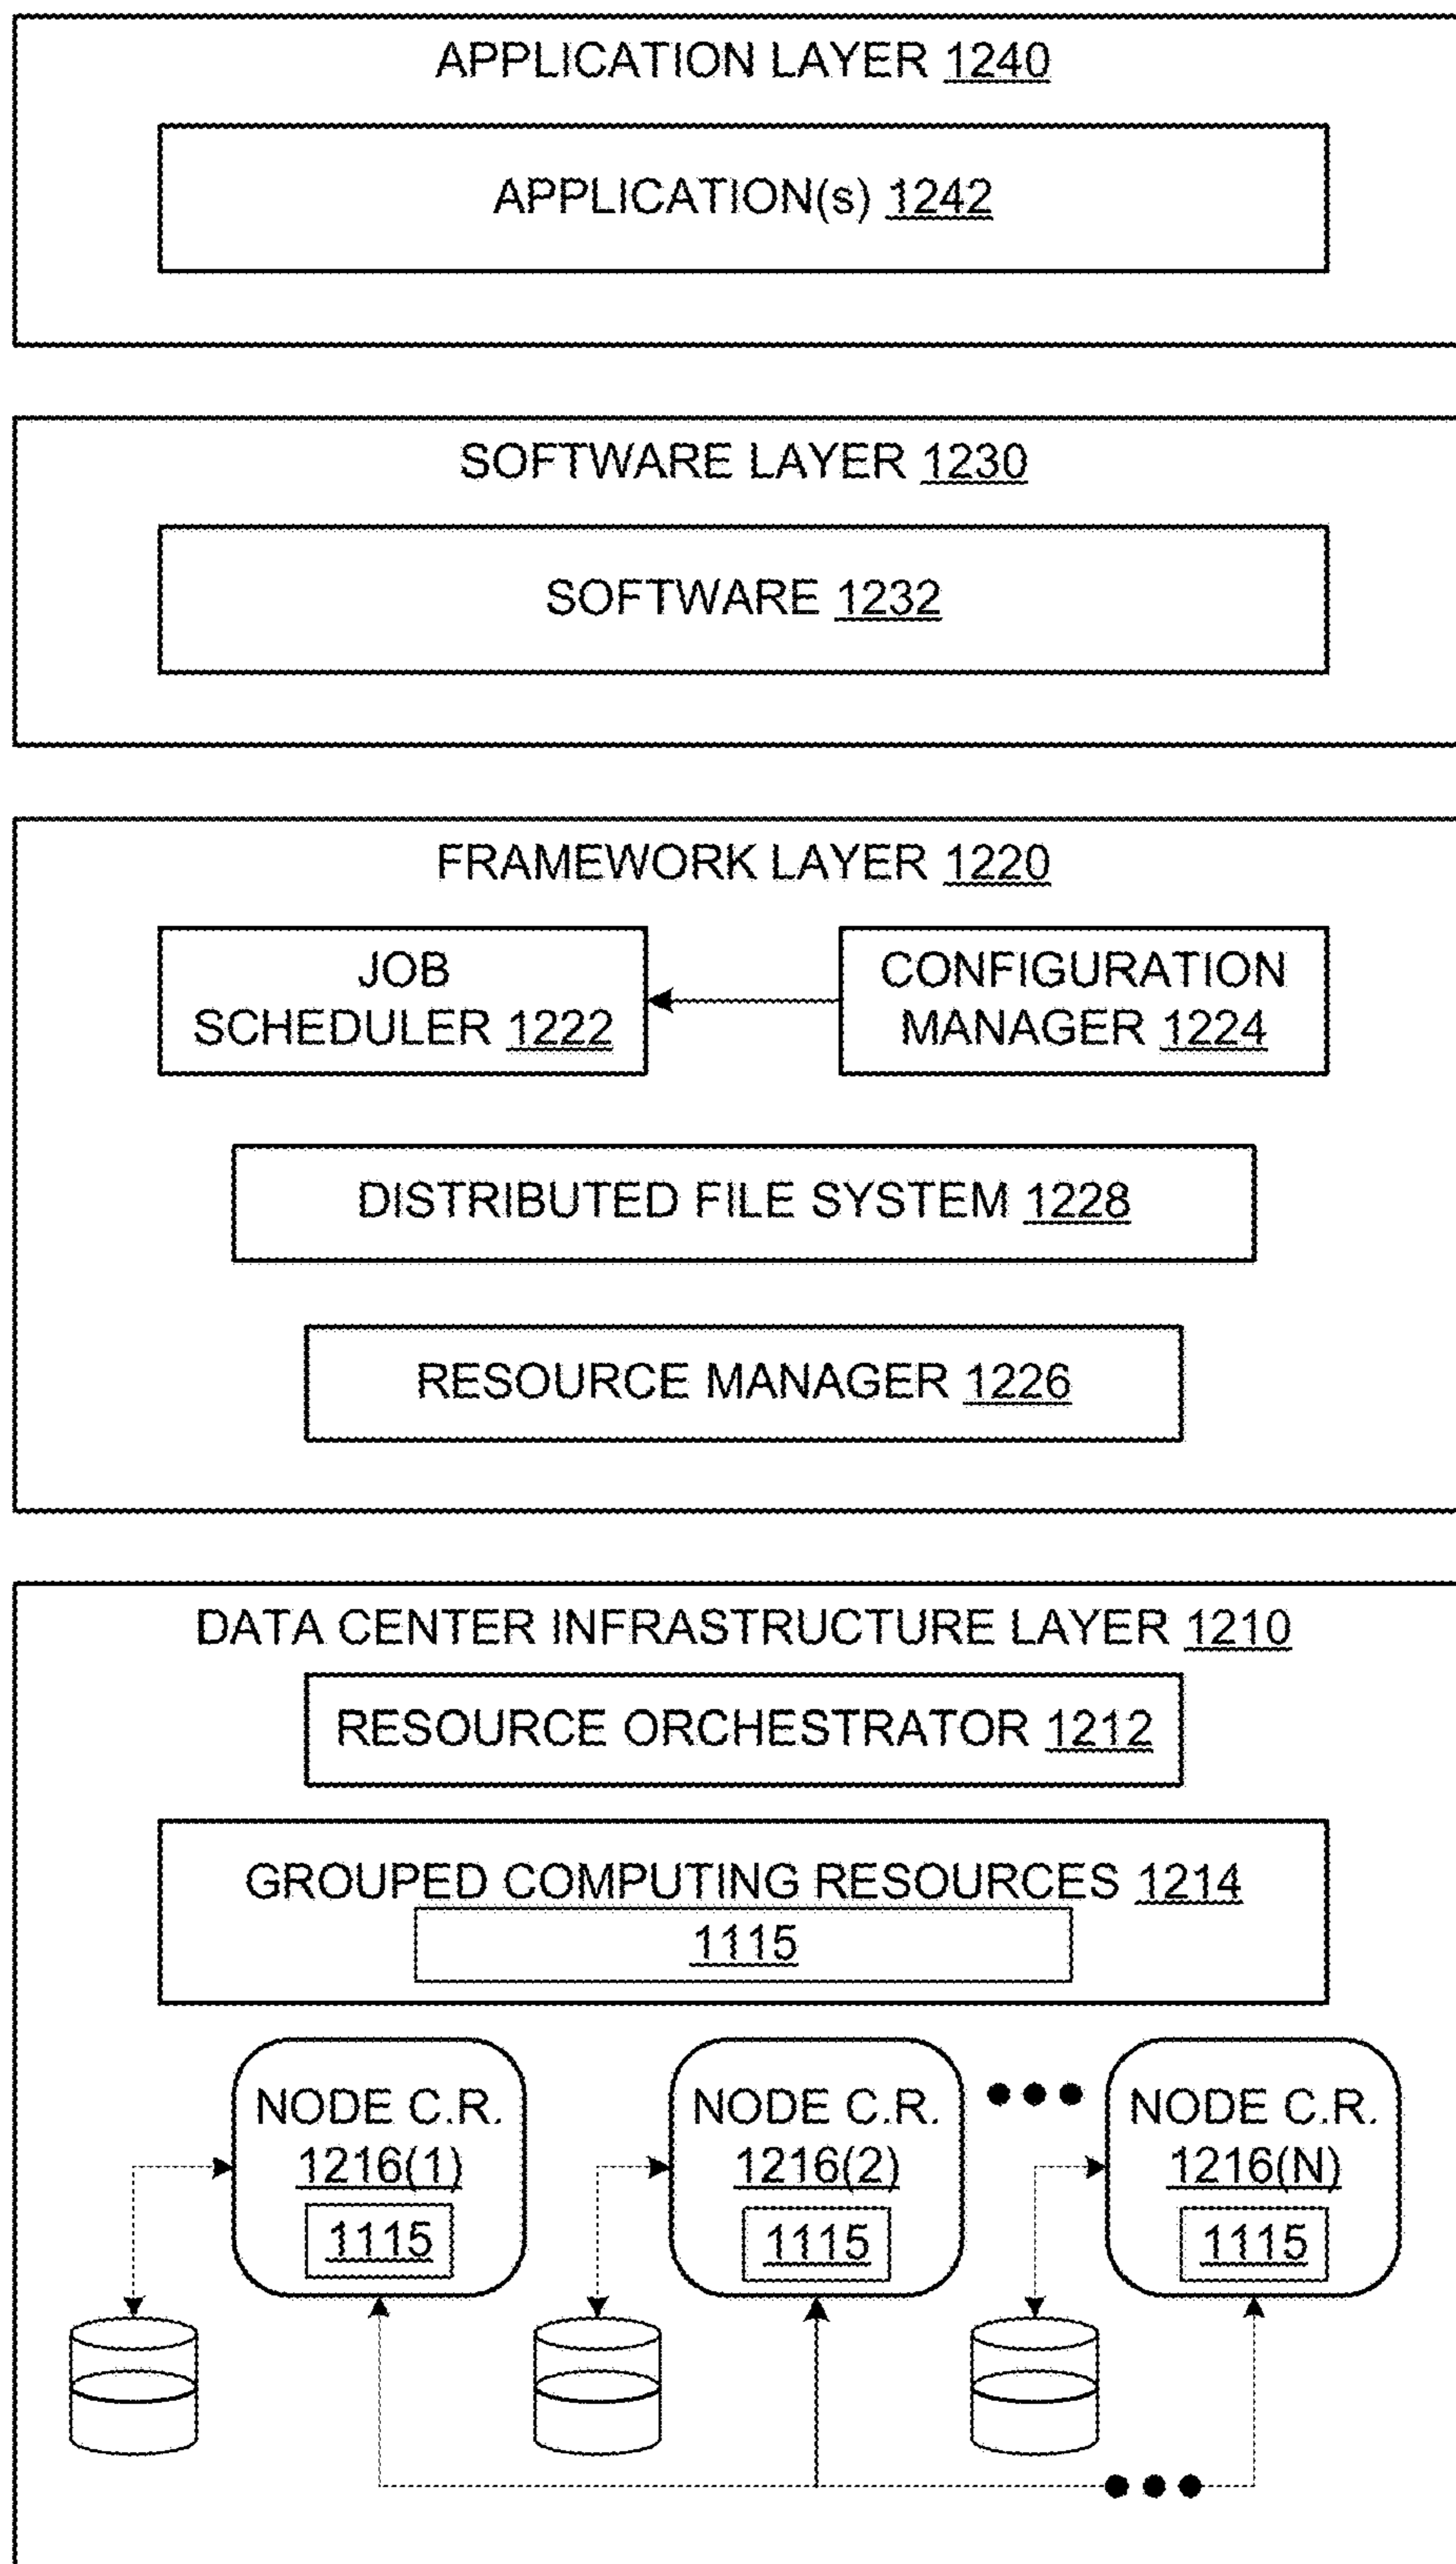 APPLICATION LAYER 1240
APPLICATION(s) 1242
SOFTWARE LAYER 1230
SOFTWARE 1232
FRAMEWORK LAYER 1220
JOB
SCHEDULER 1222
CONFIGURATION
MANAGER 1224
DISTRIBUTED FILE SYSTEM 1228
RESOURCE MANAGER 1226
DATA CENTER INFRASTRUCTURE LAYER 1210
RESOURCE ORCHESTRATOR 1212
GROUPED COMPUTING RESOURCES 1214
1115
NODE C.R.
1216(1)
1115
NODE C.R.
1216(2)
1115
NODE C.R.
1216(N)
1115